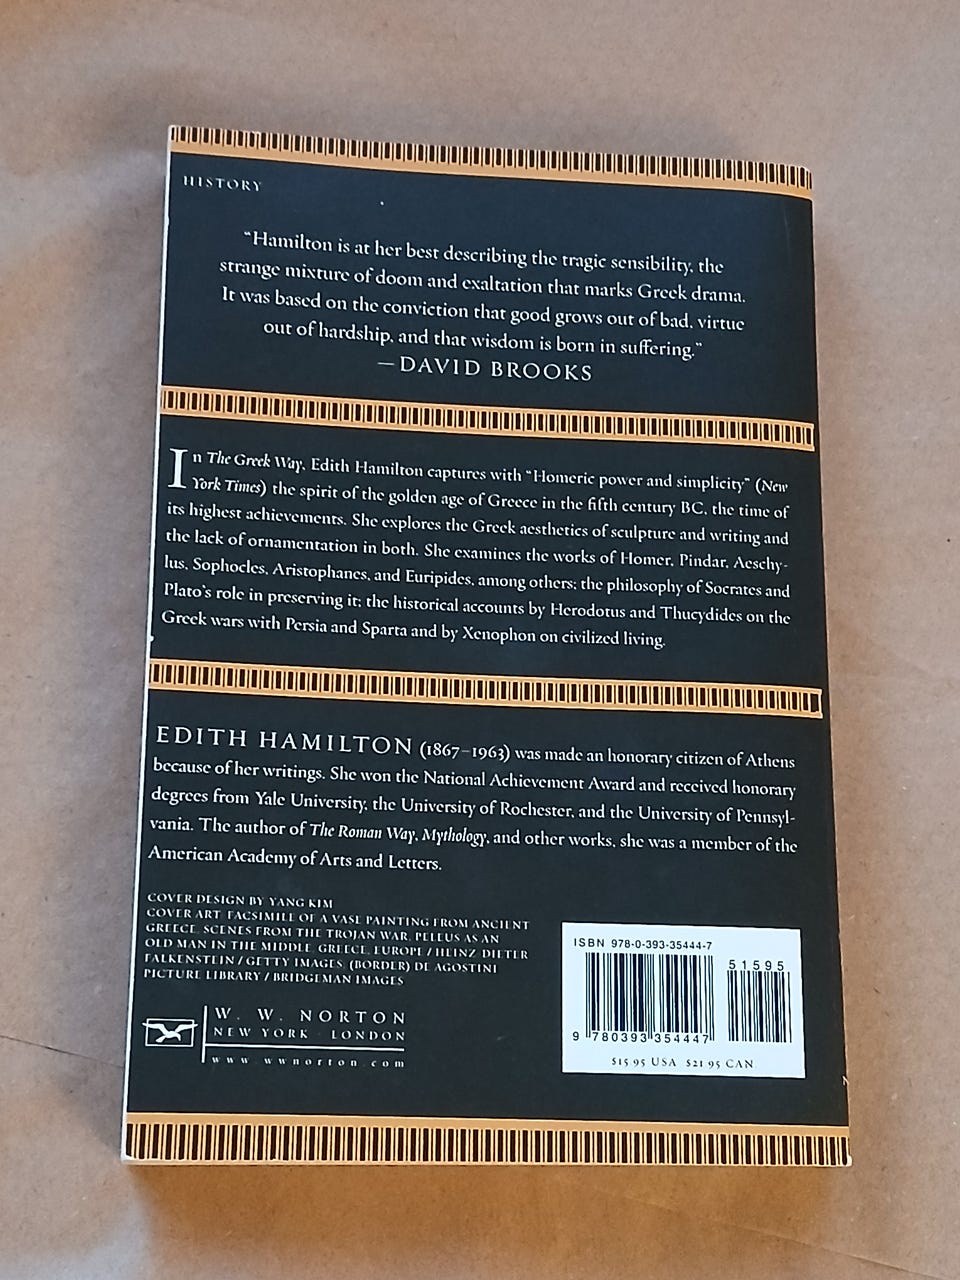 HISTORY
"Hamilton is at her best describing the tragic sensibility, the
strange mixture of doom and exaltation that marks Greek drama.
It was based on the conviction that good grows out of bad, virtue
out of hardship, and that wisdom is born in suffering."
—DAVID BROOKS
In The Greek Way, Edith Hamilton captures with "Homeric power and simplicity" (New
York Times) the spirit of the golden age of Greece in the fifth century BC, the time of
its highest achievements. She explores the Greek aesthetics of sculpture and writing and
the lack of ornamentation in both. She examines the works of Homer, Pindar, Aeschy-
lus, Sophocles, Aristophanes, and Euripides, among others; the philosophy of Socrates and
Plato's role in preserving it; the historical accounts by Herodotus and Thucydides on the
Greek wars with Persia and Sparta and by Xenophon on civilized living.
EDITH HAMILTON (1867–1963) was made an honorary citizen of Athens
because of her writings. She won the National Achievement Award and received honorary
degrees from Yale University, the University of Rochester, and the University of Pennsyl-
vania. The author of The Roman Way, Mythology, and other works, she was a member of the
American Academy of Arts and Letters.
COVER DESIGN BY YANG KIM
COVER ART: FACSIMILE OF A VASE PAINTING FROM ANCIENT
GREECE, SCENES FROM THE TROJAN WAR, PELEUS AS AN
OLD MAN IN THE MIDDLE, GREECE, EUROPE / HEINZ-DIETER
FALKENSTEIN / GETTY IMAGES; (BORDER) DE AGOSTINI
PICTURE LIBRARY / BRIDGEMAN IMAGES
W. W. NORTON
NEW YORK · LONDON
www.wwnorton.com
ISBN 978-0-393-35444-7
51595
9 780393 354447
$15.95 USA $21.95 CAN